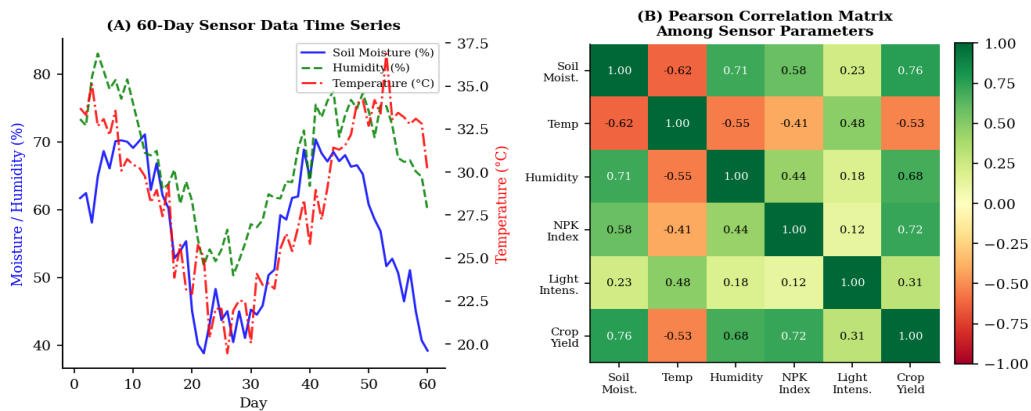 (A) 60-Day Sensor Data Time Series
Soil Moisture (%)
Humidity (%)
Temperature (°C)
Moisture / Humidity (%)
80
70
60
50
40
37.5
35.0
32.5
30.0
27.5
25.0
22.5
20.0
Temperature (°C)
0 10 20 30 40 50 60
Day
(B) Pearson Correlation Matrix
Among Sensor Parameters
Soil
Moist.
1.00 -0.62 0.71 0.58 0.23 0.76
Temp
-0.62 1.00 -0.55 -0.41 0.48 -0.53
Humidity
0.71 -0.55 1.00 0.44 0.18 0.68
NPK
Index
0.58 -0.41 0.44 1.00 0.12 0.72
Light
Intens.
0.23 0.48 0.18 0.12 1.00 0.31
Crop
Yield
0.76 -0.53 0.68 0.72 0.31 1.00
Soil Temp Humidity NPK Light Crop
Moist. Index Intens. Yield
1.00
0.75
0.50
0.25
0.00
−0.25
−0.50
−0.75
−1.00